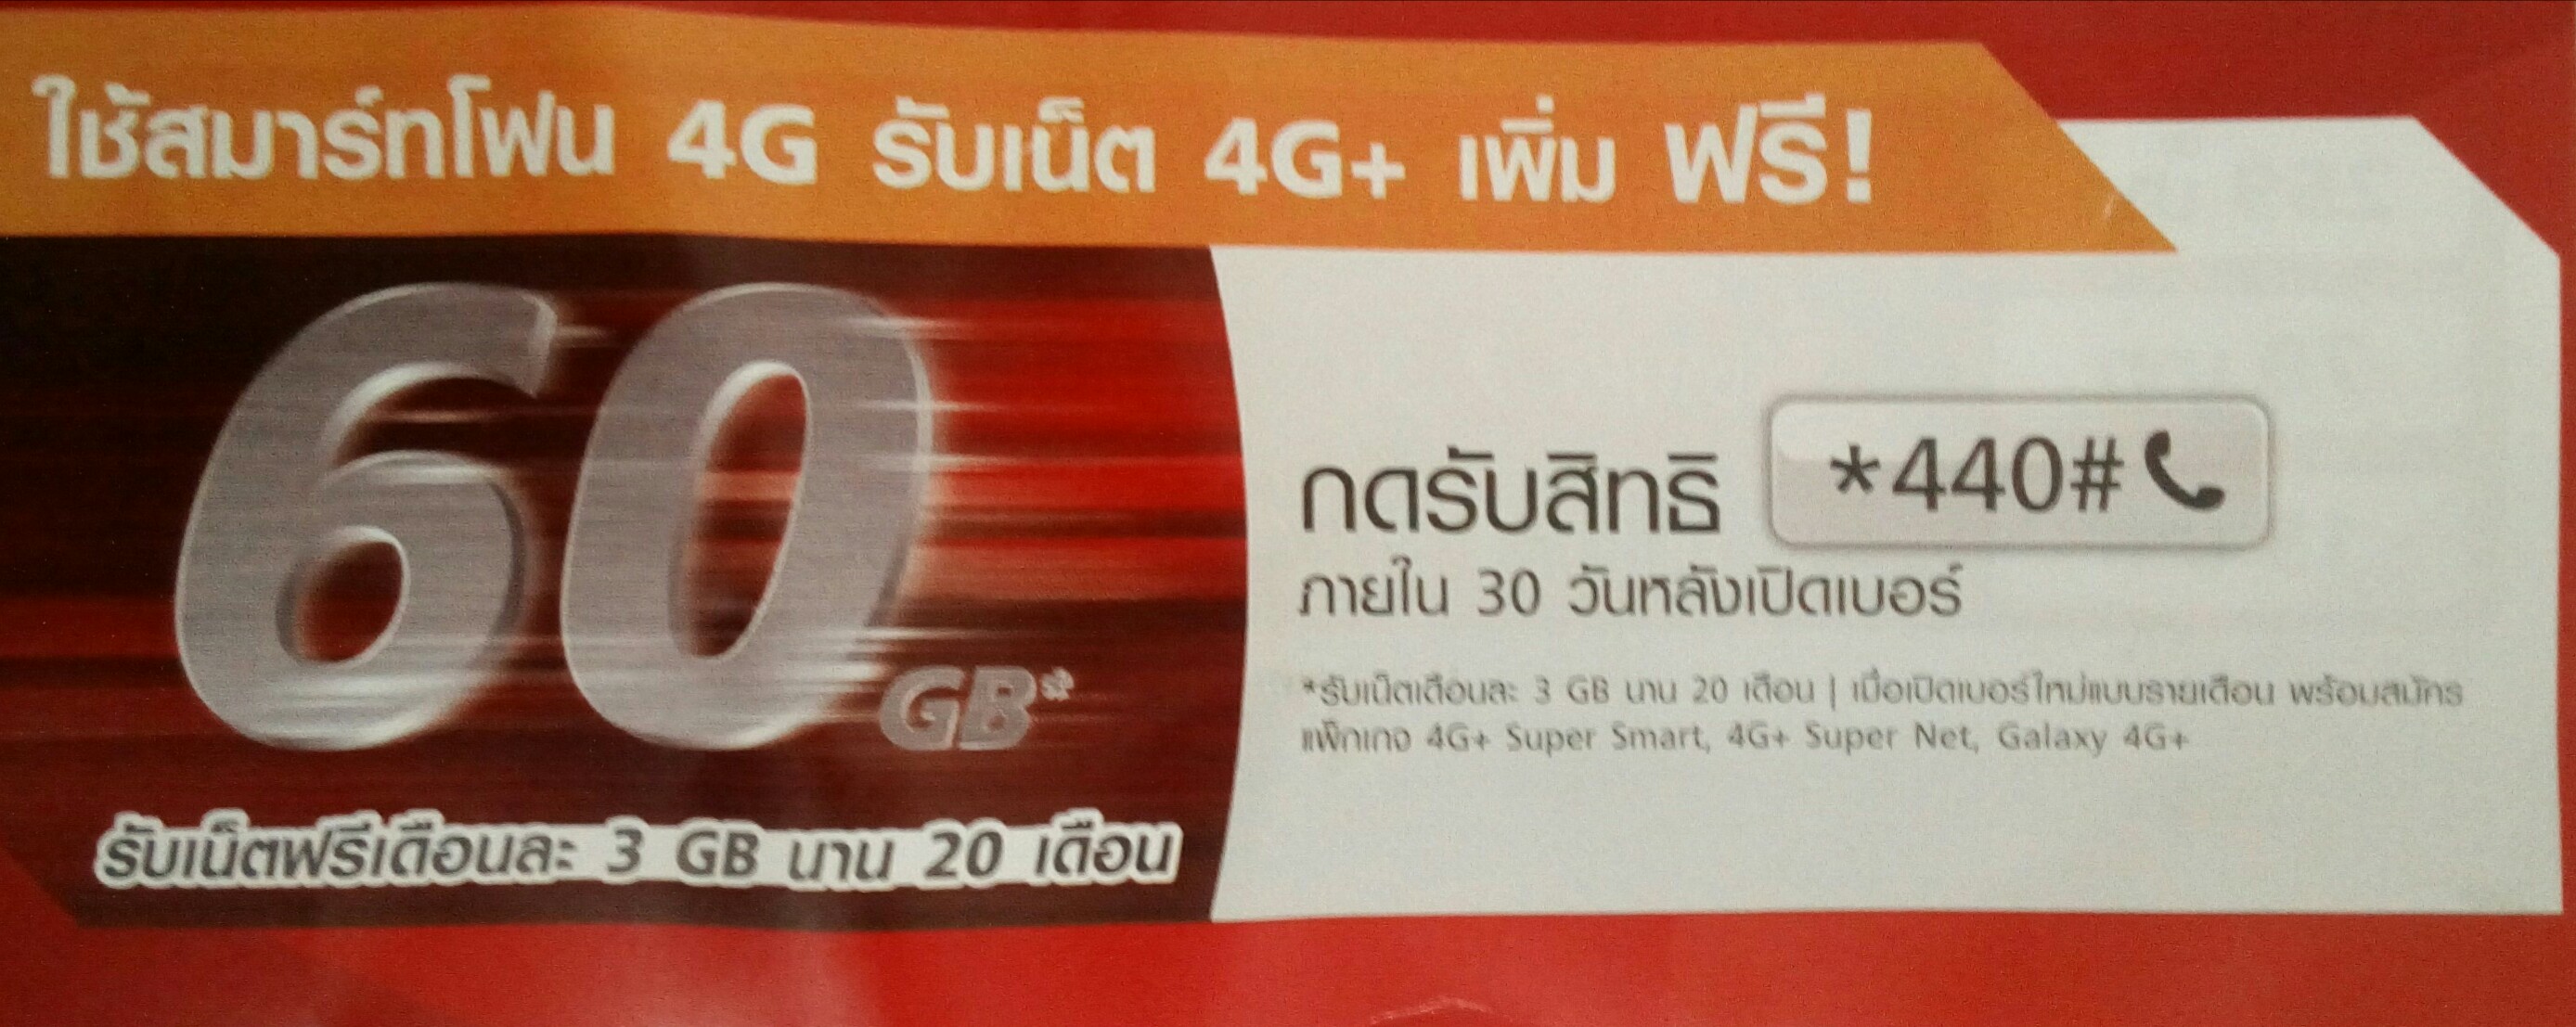 ใช้สมาร์ทโฟน 4G รับเน็ต 4G+ เพิ่ม ฟรี!
60 GB*
รับเน็ตฟรีเดือนละ 3 GB นาน 20 เดือน
กดรับสิทธิ *440#
ภายใน 30 วันหลังเปิดเบอร์
*รับเน็ตเดือนละ 3 GB นาน 20 เดือน | เมื่อเปิดเบอร์ใหม่แบบรายเดือน พร้อมสมัคร
แพ็กเกจ 4G+ Super Smart, 4G+ Super Net, Galaxy 4G+